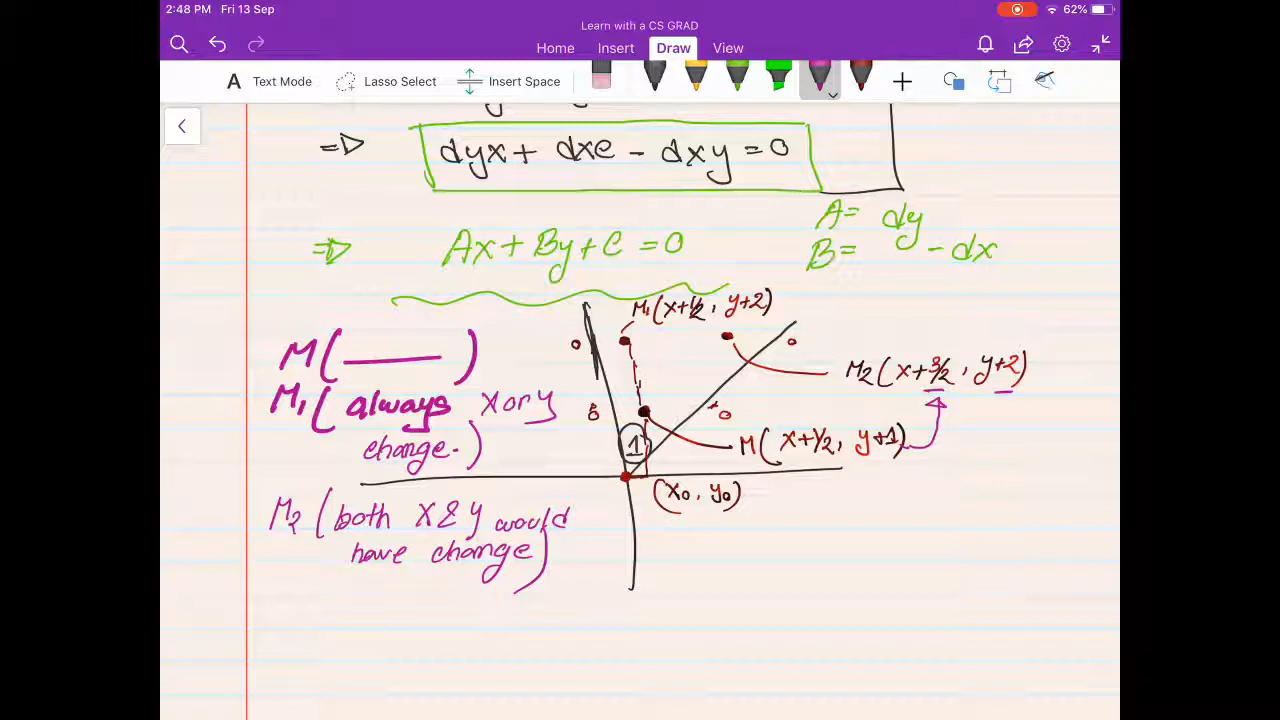 2:48 PM Fri 13 Sep
62%
Learn with a CS GRAD
Home Insert Draw View
A Text Mode Lasso Select Insert Space
=> dyx + dxe - dxy = 0
A = dy
=> Ax + By + C = 0
B = - dx
M1(x+1/2, y+2)
M(
)
M2(x+3/2, y+2)
M1(always x or y
change.)
1
M(x+1/2, y+1)
(x0, y0)
M2(both x & y would
have change)